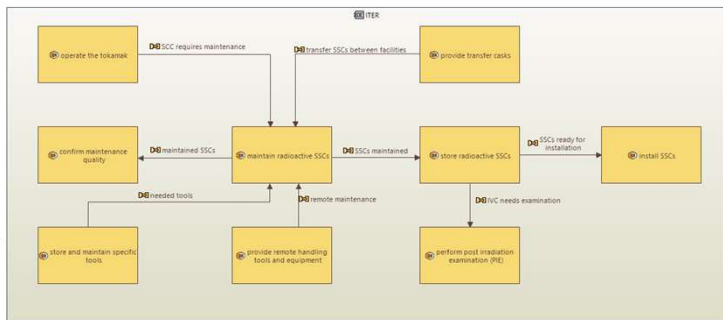 ITER
operate the tokamak
SCC requires maintenance
transfer SSCs between facilities
provide transfer casks
confirm maintenance
quality
maintained SSCs
maintain radioactive SSCs
SSCs maintained
store radioactive SSCs
SSCs ready for
installation
install SSCs
needed tools
remote maintenance
IVC needs examination
store and maintain specific
tools
provide remote handling
tools and equipment
perform post irradiation
examination (PIE)